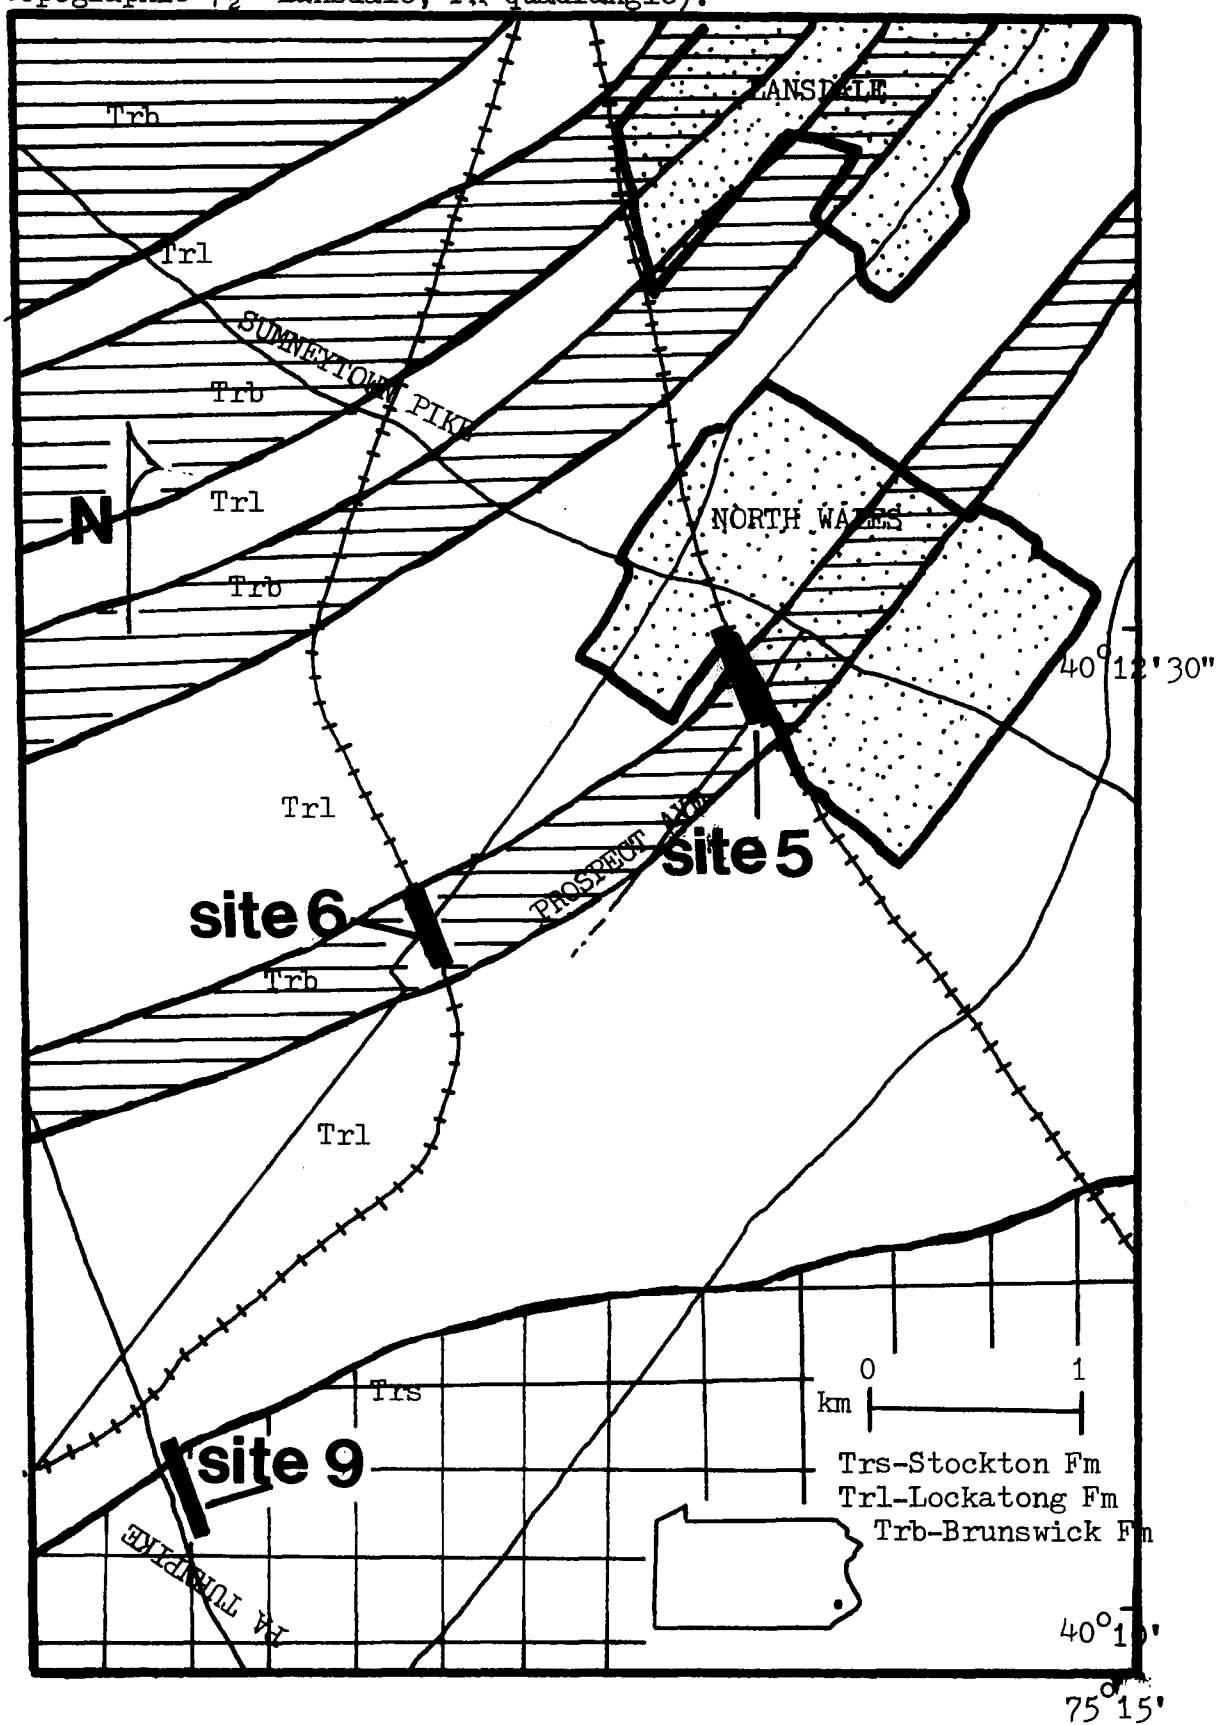 LANSDALE
Trb
Trl
SUMNEYTOWN PIKE
Trb
N
Trl
NORTH WALES
Trb
40°12'30"
Trl
PROSPECT AVE
site 5
site 6
Trb
Trl
Trs
0 1
km
site 9
Trs-Stockton Fm
Trl-Lockatong Fm
Trb-Brunswick Fm
PA TURNPIKE
40°10'
75°15'